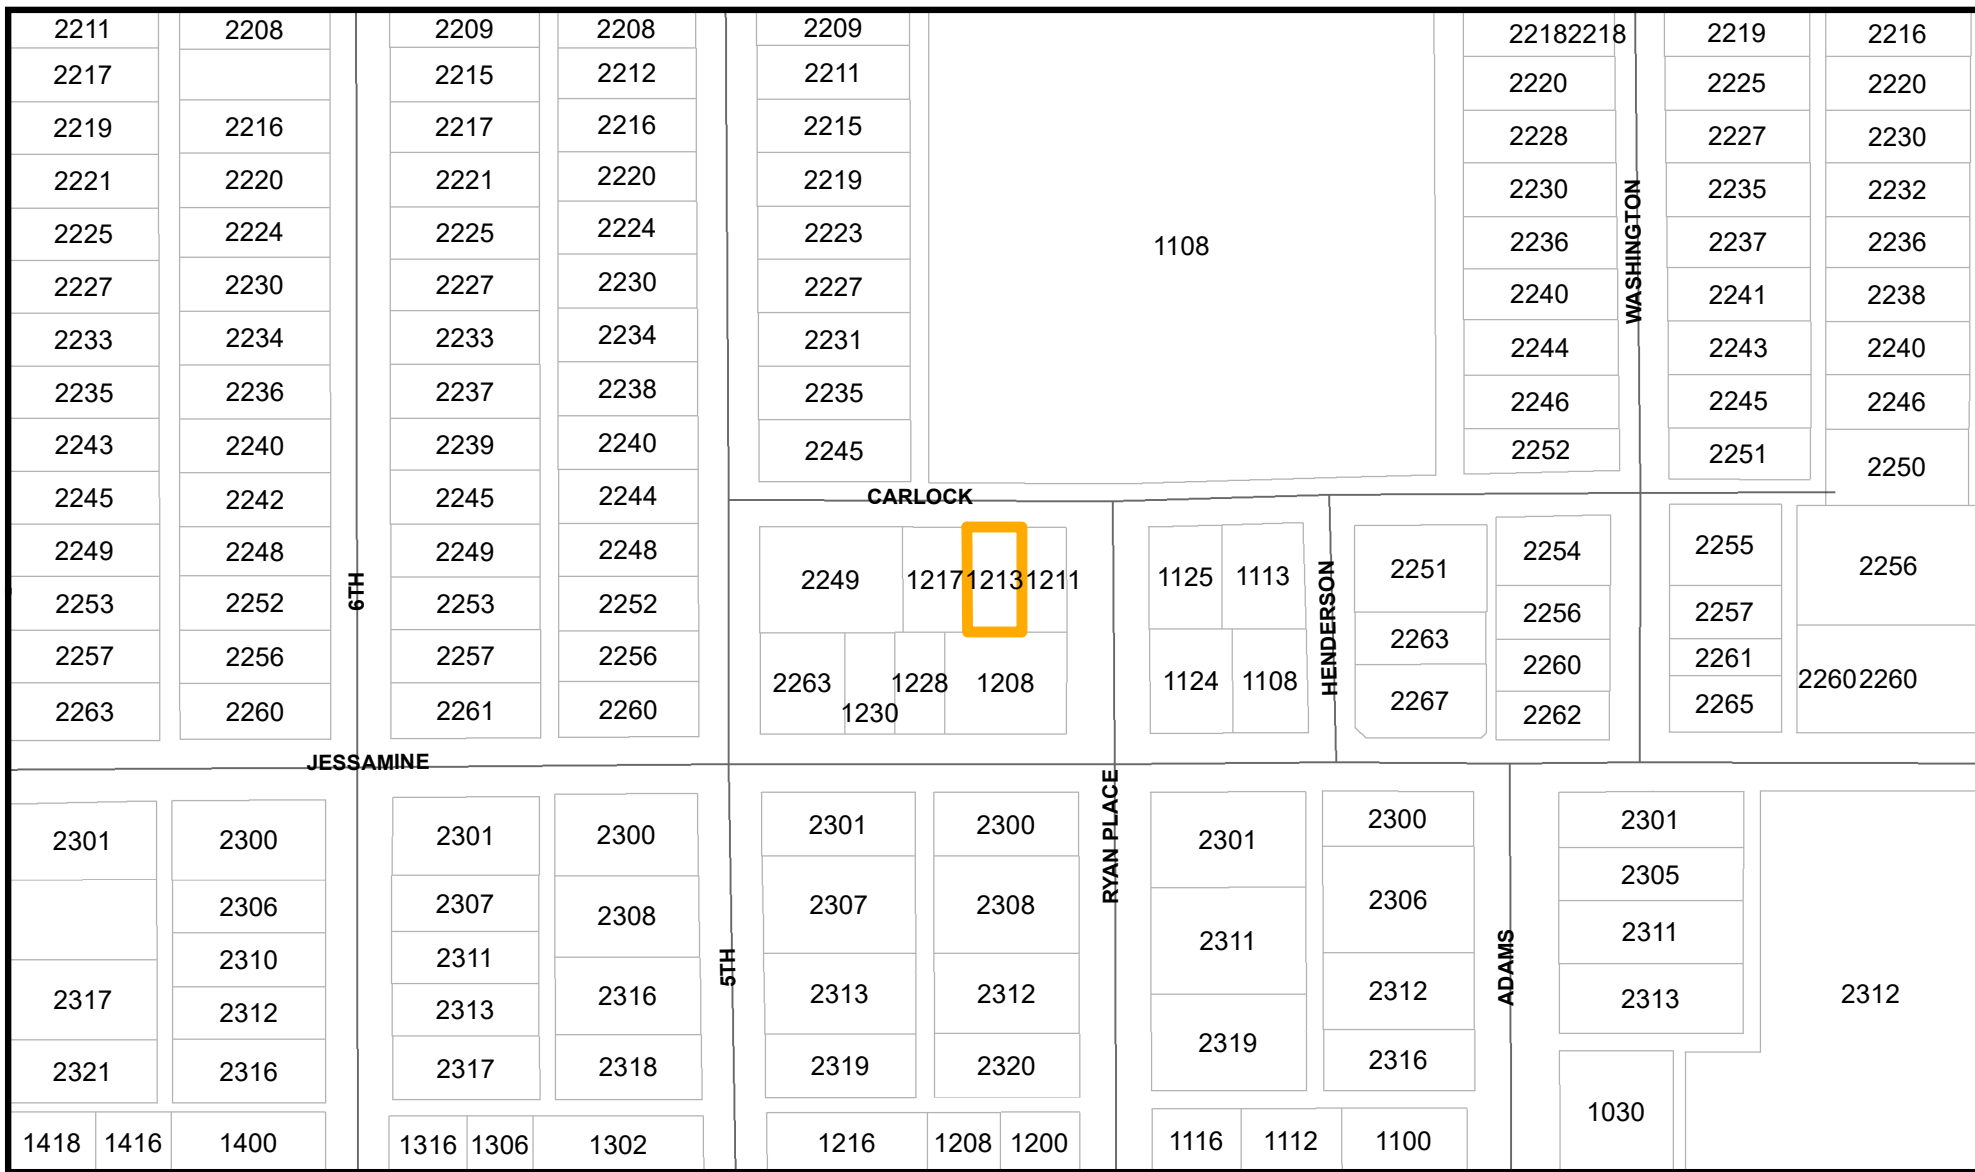 2211 2208 2209 2208 2209 2218 2218 2219 2216
2217 2215 2212 2211 2220 2225 2220
2219 2216 2217 2216 2215 2228 2227 2230
2221 2220 2221 2220 2219 2230 2235 2232
2225 2224 2225 2224 2223 1108 2236 2237 2236
WASHINGTON
2227 2230 2227 2230 2227 2240 2241 2238
2233 2234 2233 2234 2231 2244 2243 2240
2235 2236 2237 2238 2235 2246 2245 2246
2243 2240 2239 2240 2245 2252 2251 2250
2245 2242 2245 2244
CARLOCK
2249 2248 2249 2248 2254 2255
2249 1217 1213 1211 1125 1113 2251 2256
6TH
HENDERSON
2253 2252 2253 2252 2256 2257
2257 2256 2257 2256 2263 2260 2261
2263 1228 1208 1124 1108 2260 2260
2263 2260 2261 2260 1230 2267 2262 2265
JESSAMINE
RYAN PLACE
2301 2300 2301 2300 2301 2300 2301 2300 2301
2305
2306 2307 2308 2307 2308 2306
2310 2311 2311 2311
5TH
ADAMS
2317 2312 2313 2316 2313 2312 2312 2313 2312
2321 2316 2317 2318 2319 2320 2319 2316
1030
1418 1416 1400 1316 1306 1302 1216 1208 1200 1116 1112 1100